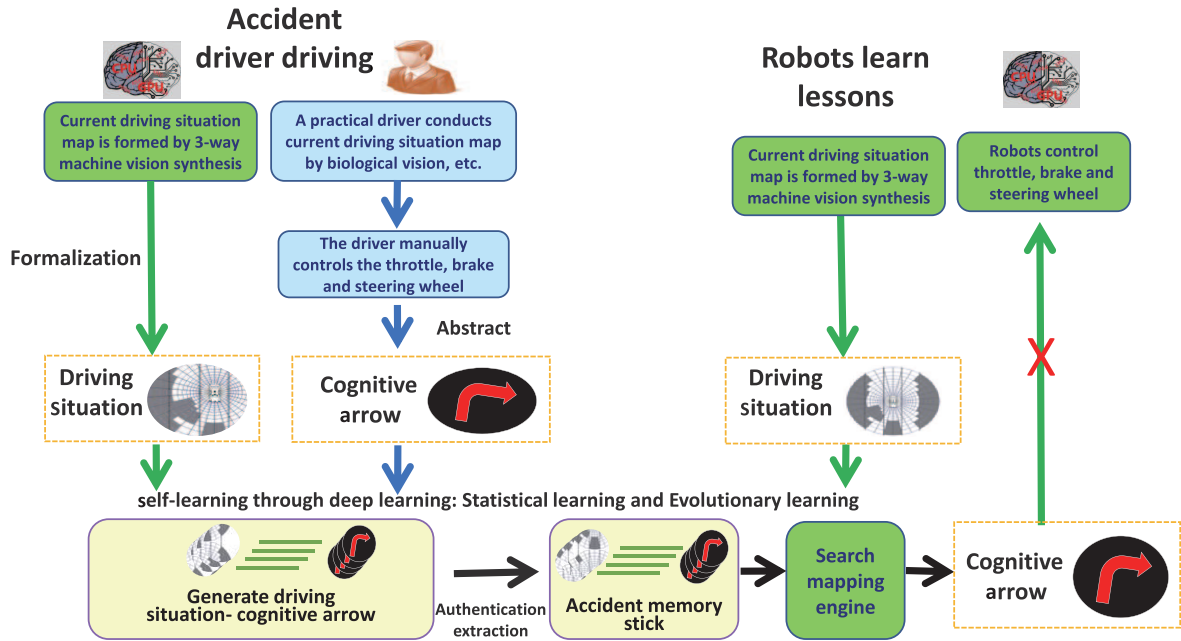 Accident
driver driving
CPU
GPU
Current driving situation
map is formed by 3-way
machine vision synthesis
A practical driver conducts
current driving situation map
by biological vision, etc.
Formalization
The driver manually
controls the throttle, brake
and steering wheel
Abstract
Driving
situation
Cognitive
arrow
Robots learn
lessons
CPU
GPU
Current driving situation
map is formed by 3-way
machine vision synthesis
Robots control
throttle, brake and
steering wheel
X
Driving
situation
self-learning through deep learning: Statistical learning and Evolutionary learning
Generate driving
situation- cognitive arrow
Authentication
extraction
Accident memory
stick
Search
mapping
engine
Cognitive
arrow